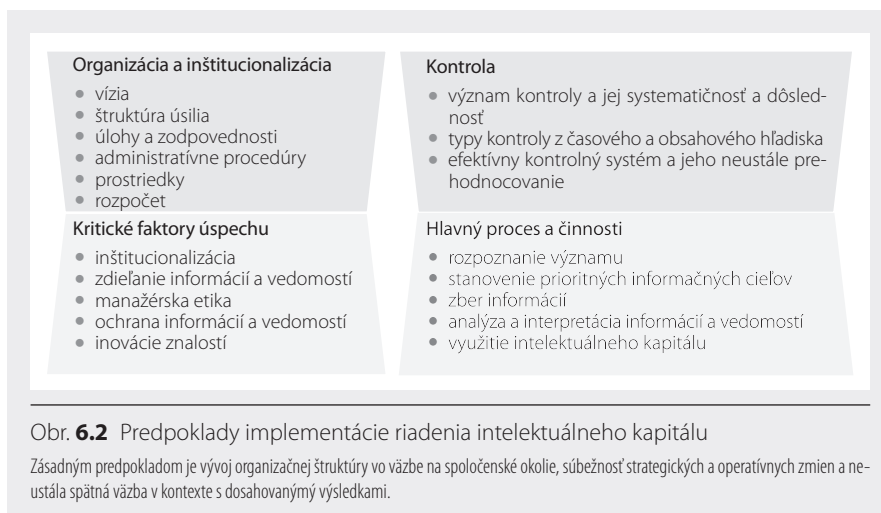 Organizácia a inštitucionalizácia
• vízia
• štruktúra úsilia
• úlohy a zodpovednosti
• administratívne procedúry
• prostriedky
• rozpočet
Kontrola
• význam kontroly a jej systematičnosť a dôsled-
nosť
• typy kontroly z časového a obsahového hľadiska
• efektívny kontrolný systém a jeho neustále pre-
hodnocovanie
Kritické faktory úspechu
• inštitucionalizácia
• zdieľanie informácií a vedomostí
• manažérska etika
• ochrana informácií a vedomostí
• inovácie znalostí
Hlavný proces a činnosti
• rozpoznanie významu
• stanovenie prioritných informačných cieľov
• zber informácií
• analýza a interpretácia informácií a vedomostí
• využitie intelektuálneho kapitálu
Obr. 6.2 Predpoklady implementácie riadenia intelektuálneho kapitálu
Zásadným predpokladom je vývoj organizačnej štruktúry vo väzbe na spoločenské okolie, súbežnosť strategických a operatívnych zmien a ne-
ustála spätná väzba v kontexte s dosahovanýmý výsledkami.